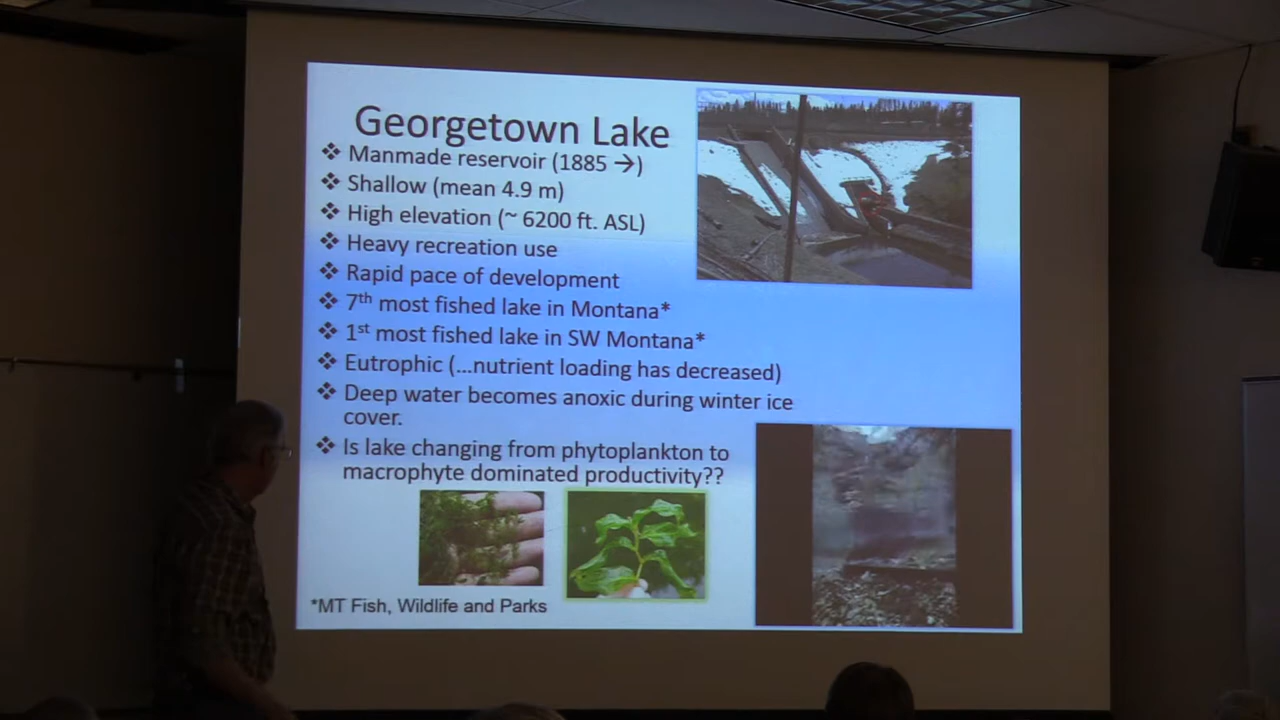 Georgetown Lake
❖ Manmade reservoir (1885 →)
❖ Shallow (mean 4.9 m)
❖ High elevation (~ 6200 ft. ASL)
❖ Heavy recreation use
❖ Rapid pace of development
❖ 7th most fished lake in Montana*
❖ 1st most fished lake in SW Montana*
❖ Eutrophic (...nutrient loading has decreased)
❖ Deep water becomes anoxic during winter ice
cover.
❖ Is lake changing from phytoplankton to
macrophyte dominated productivity??
*MT Fish, Wildlife and Parks